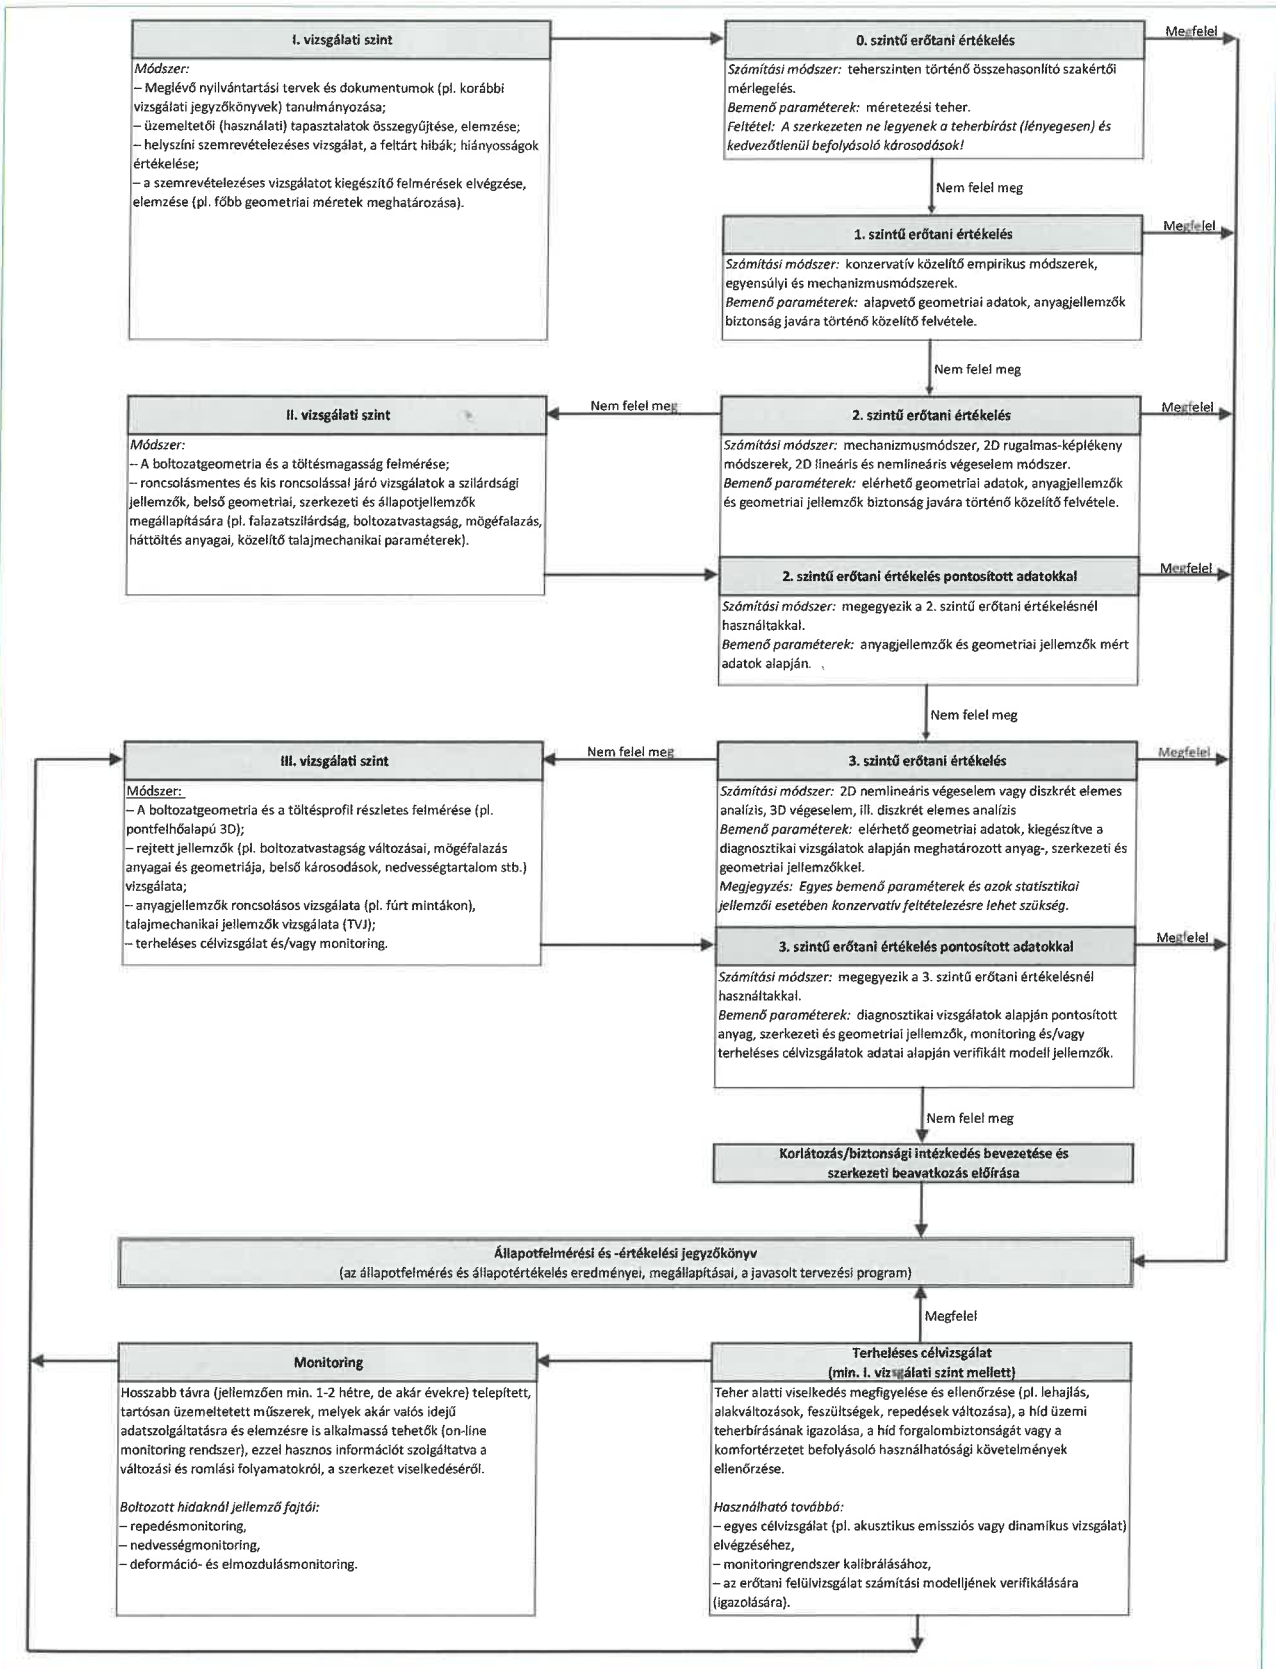 I. vizsgálati szint
Módszer:
– Meglévő nyilvántartási tervek és dokumentumok (pl. korábbi
vizsgálati jegyzőkönyvek) tanulmányozása;
– üzemeltetői (használati) tapasztalatok összegyűjtése, elemzése;
– helyszíni szemrevételezéses vizsgálat, a feltárt hibák; hiányosságok
értékelése;
– a szemrevételezéses vizsgálatot kiegészítő felmérések elvégzése,
elemzése (pl. főbb geometriai méretek meghatározása).
0. szintű erőtani értékelés
Megfelel
Számítási módszer: teherszinten történő összehasonlító szakértői
mérlegelés.
Bemenő paraméterek: méretezési teher.
Feltétel: A szerkezeten ne legyenek a teherbírást (lényegesen) és
kedvezőtlenül befolyásoló károsodások!
Nem felel meg
1. szintű erőtani értékelés
Megfelel
Számítási módszer: konzervatív közelítő empirikus módszerek,
egyensúlyi és mechanizmusmódszerek.
Bemenő paraméterek: alapvető geometriai adatok, anyagjellemzők
biztonság javára történő közelítő felvétele.
Nem felel meg
II. vizsgálati szint
Nem felel meg
Módszer:
– A boltozatgeometria és a töltésmagasság felmérése;
– roncsolásmentes és kis roncsolással járó vizsgálatok a szilárdsági
jellemzők, belső geometriai, szerkezeti és állapotjellemzők
megállapítására (pl. falazatszilárdság, boltozatvastagság, mögéfalazás,
háttöltés anyagai, közelítő talajmechanikai paraméterek).
2. szintű erőtani értékelés
Megfelel
Számítási módszer: mechanizmusmódszer, 2D rugalmas-képlékeny
módszerek, 2D lineáris és nemlineáris végeselem módszer.
Bemenő paraméterek: elérhető geometriai adatok, anyagjellemzők
és geometriai jellemzők biztonság javára történő közelítő felvétele.
2. szintű erőtani értékelés pontosított adatokkal
Megfelel
Számítási módszer: megegyezik a 2. szintű erőtani értékelésnél
használtakkal.
Bemenő paraméterek: anyagjellemzők és geometriai jellemzők mért
adatok alapján.
Nem felel meg
III. vizsgálati szint
Nem felel meg
Módszer:
– A boltozatgeometria és a töltésprofil részletes felmérése (pl.
pontfelhőalapú 3D);
– rejtett jellemzők (pl. boltozatvastagság változásai, mögéfalazás
anyagai és geometriája, belső károsodások, nedvességtartalom stb.)
vizsgálata;
– anyagjellemzők roncsolásos vizsgálata (pl. fúrt mintákon),
talajmechanikai jellemzők vizsgálata (TVJ);
– terheléses célvizsgálat és/vagy monitoring.
3. szintű erőtani értékelés
Megfelel
Számítási módszer: 2D nemlineáris végeselem vagy diszkrét elemes
analízis, 3D végeselem, ill. diszkrét elemes analízis
Bemenő paraméterek: elérhető geometriai adatok, kiegészítve a
diagnosztikai vizsgálatok alapján meghatározott anyag-, szerkezeti és
geometriai jellemzőkkel.
Megjegyzés: Egyes bemenő paraméterek és azok statisztikai
jellemzői esetében konzervatív feltételezésre lehet szükség.
3. szintű erőtani értékelés pontosított adatokkal
Megfelel
Számítási módszer: megegyezik a 3. szintű erőtani értékelésnél
használtakkal.
Bemenő paraméterek: diagnosztikai vizsgálatok alapján pontosított
anyag, szerkezeti és geometriai jellemzők, monitoring és/vagy
terheléses célvizsgálatok adatai alapján verifikált modell jellemzők.
Nem felel meg
Korlátozás/biztonsági intézkedés bevezetése és
szerkezeti beavatkozás előírása
Állapotfelmérési és -értékelési jegyzőkönyv
(az állapotfelmérés és állapotértékelés eredményei, megállapításai, a javasolt tervezési program)
Megfelel
Monitoring
Hosszabb távra (jellemzően min. 1-2 hétre, de akár évekre) telepített,
tartósan üzemeltetett műszerek, melyek akár valós idejű
adatszolgáltatásra és elemzésre is alkalmassá tehetők (on-line
monitoring rendszer), ezzel hasznos információt szolgáltatva a
változási és romlási folyamatokról, a szerkezet viselkedéséről.
Boltozott hidaknál jellemző fajtái:
– repedésmonitoring,
– nedvességmonitoring,
– deformáció- és elmozdulásmonitoring.
Terheléses célvizsgálat
(min. I. vizsgálati szint mellett)
Teher alatti viselkedés megfigyelése és ellenőrzése (pl. lehajlás,
alakváltozások, feszültségek, repedések változása), a híd üzemi
teherbírásának igazolása, a híd forgalombiztonságát vagy a
komfortérzetet befolyásoló használhatósági követelmények
ellenőrzése.
Használható továbbá:
– egyes célvizsgálat (pl. akusztikus emissziós vagy dinamikus vizsgálat)
elvégzéséhez,
– monitoringrendszer kalibrálásához,
– az erőtani felülvizsgálat számítási modelljének verifikálására
(igazolására).